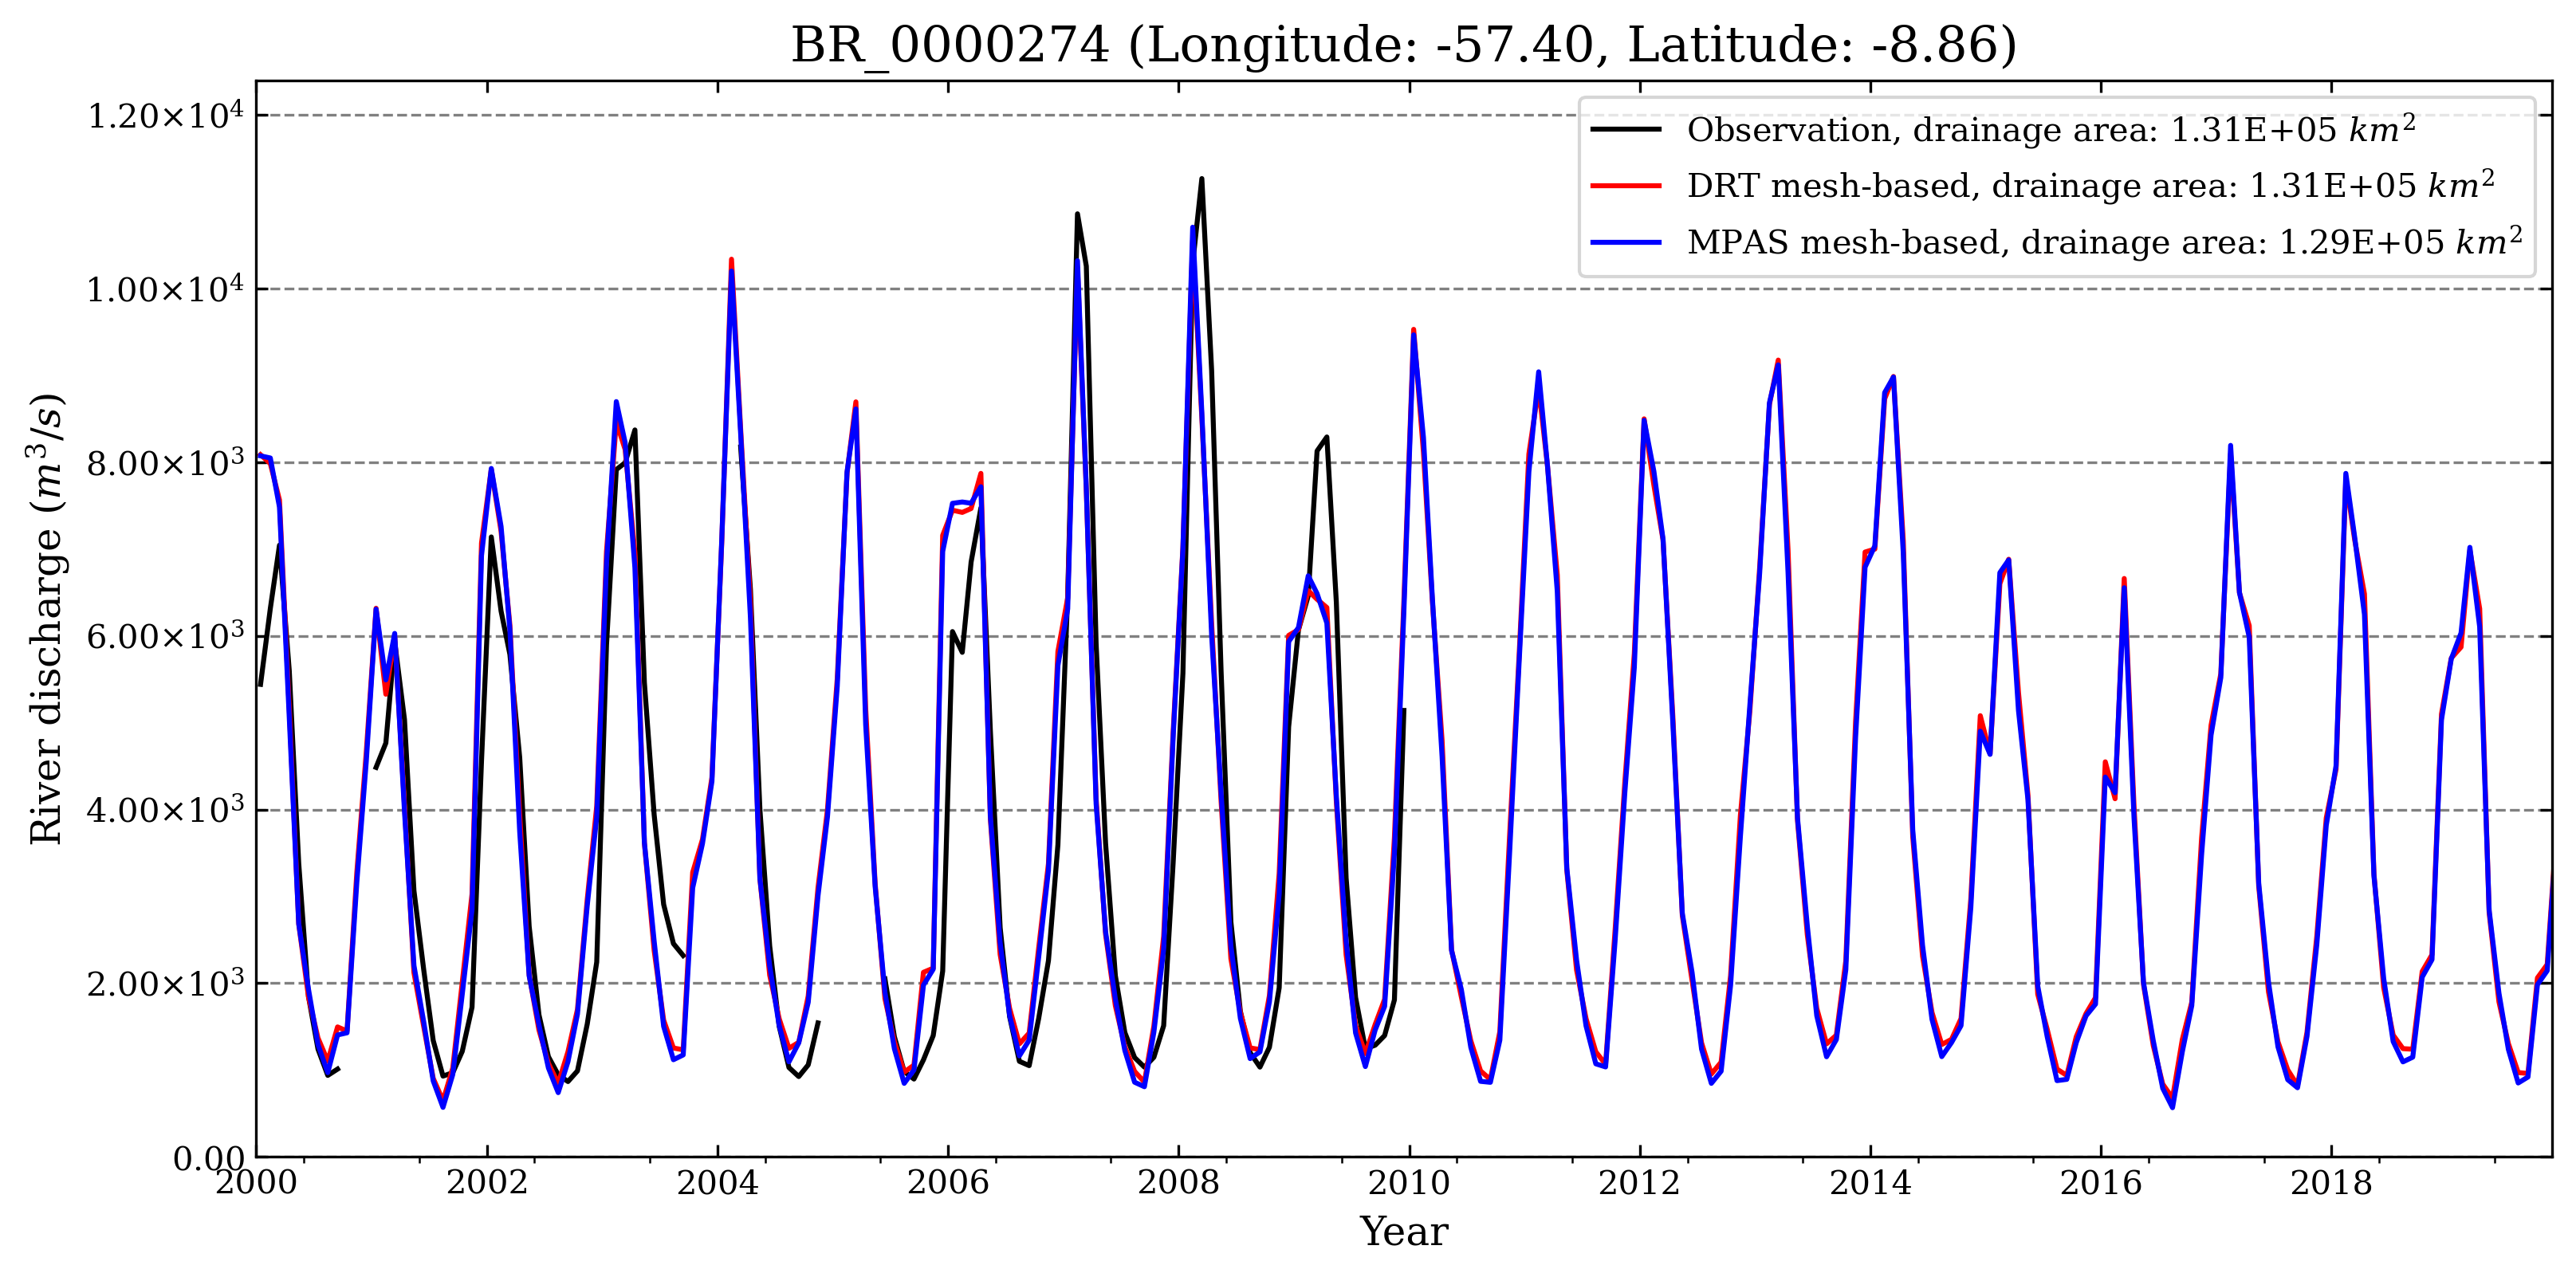 BR_0000274 (Longitude: -57.40, Latitude: -8.86)
1.20×10⁴
1.00×10⁴
8.00×10³
6.00×10³
4.00×10³
2.00×10³
0.00
River discharge (m³/s)
Observation, drainage area: 1.31E+05 km²
DRT mesh-based, drainage area: 1.31E+05 km²
MPAS mesh-based, drainage area: 1.29E+05 km²
2000 2002 2004 2006 2008 2010 2012 2014 2016 2018
Year